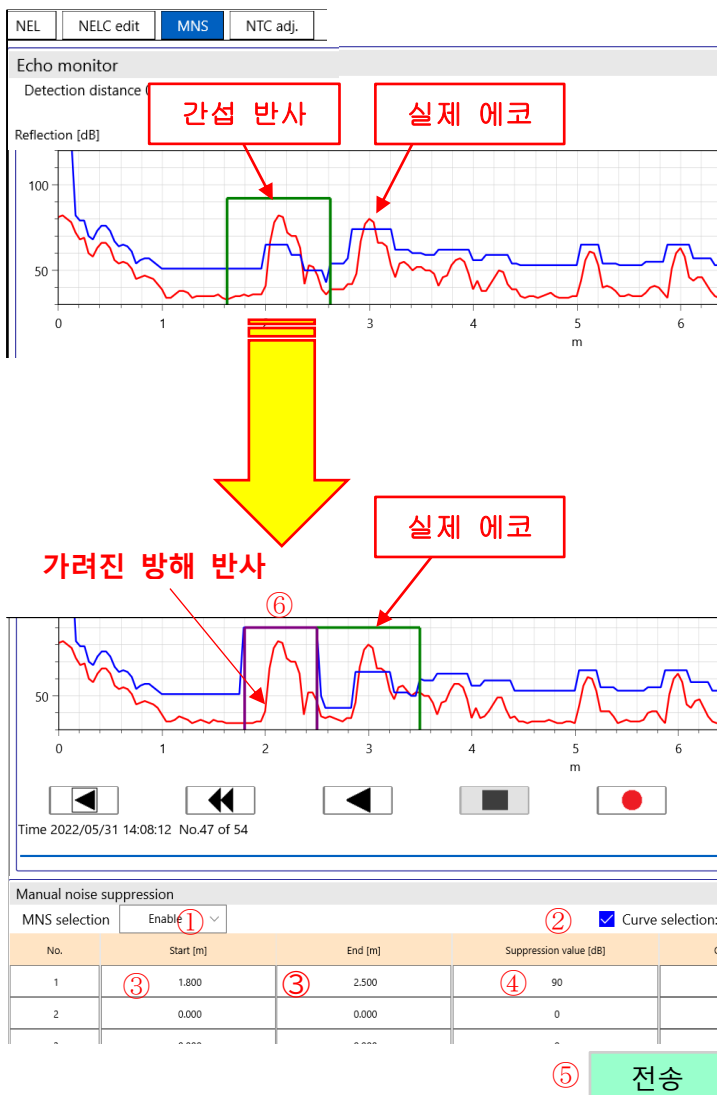 NEL NELC edit MNS NTC adj.
Echo monitor
Detection distance
간섭 반사 실제 에코
Reflection [dB]
100
50
0 1 2 3 4 5 6
m
실제 에코
가려진 방해 반사
⑥
50
0 1 2 3 4 5 6
m
Time 2022/05/31 14:08:12 No.47 of 54
Manual noise suppression
MNS selection Enable ① ② Curve selection:
No. Start [m] End [m] Suppression value [dB]
1 ③ 1.800 ③ 2.500 ④ 90
2 0.000 0.000 0
⑤ 전송